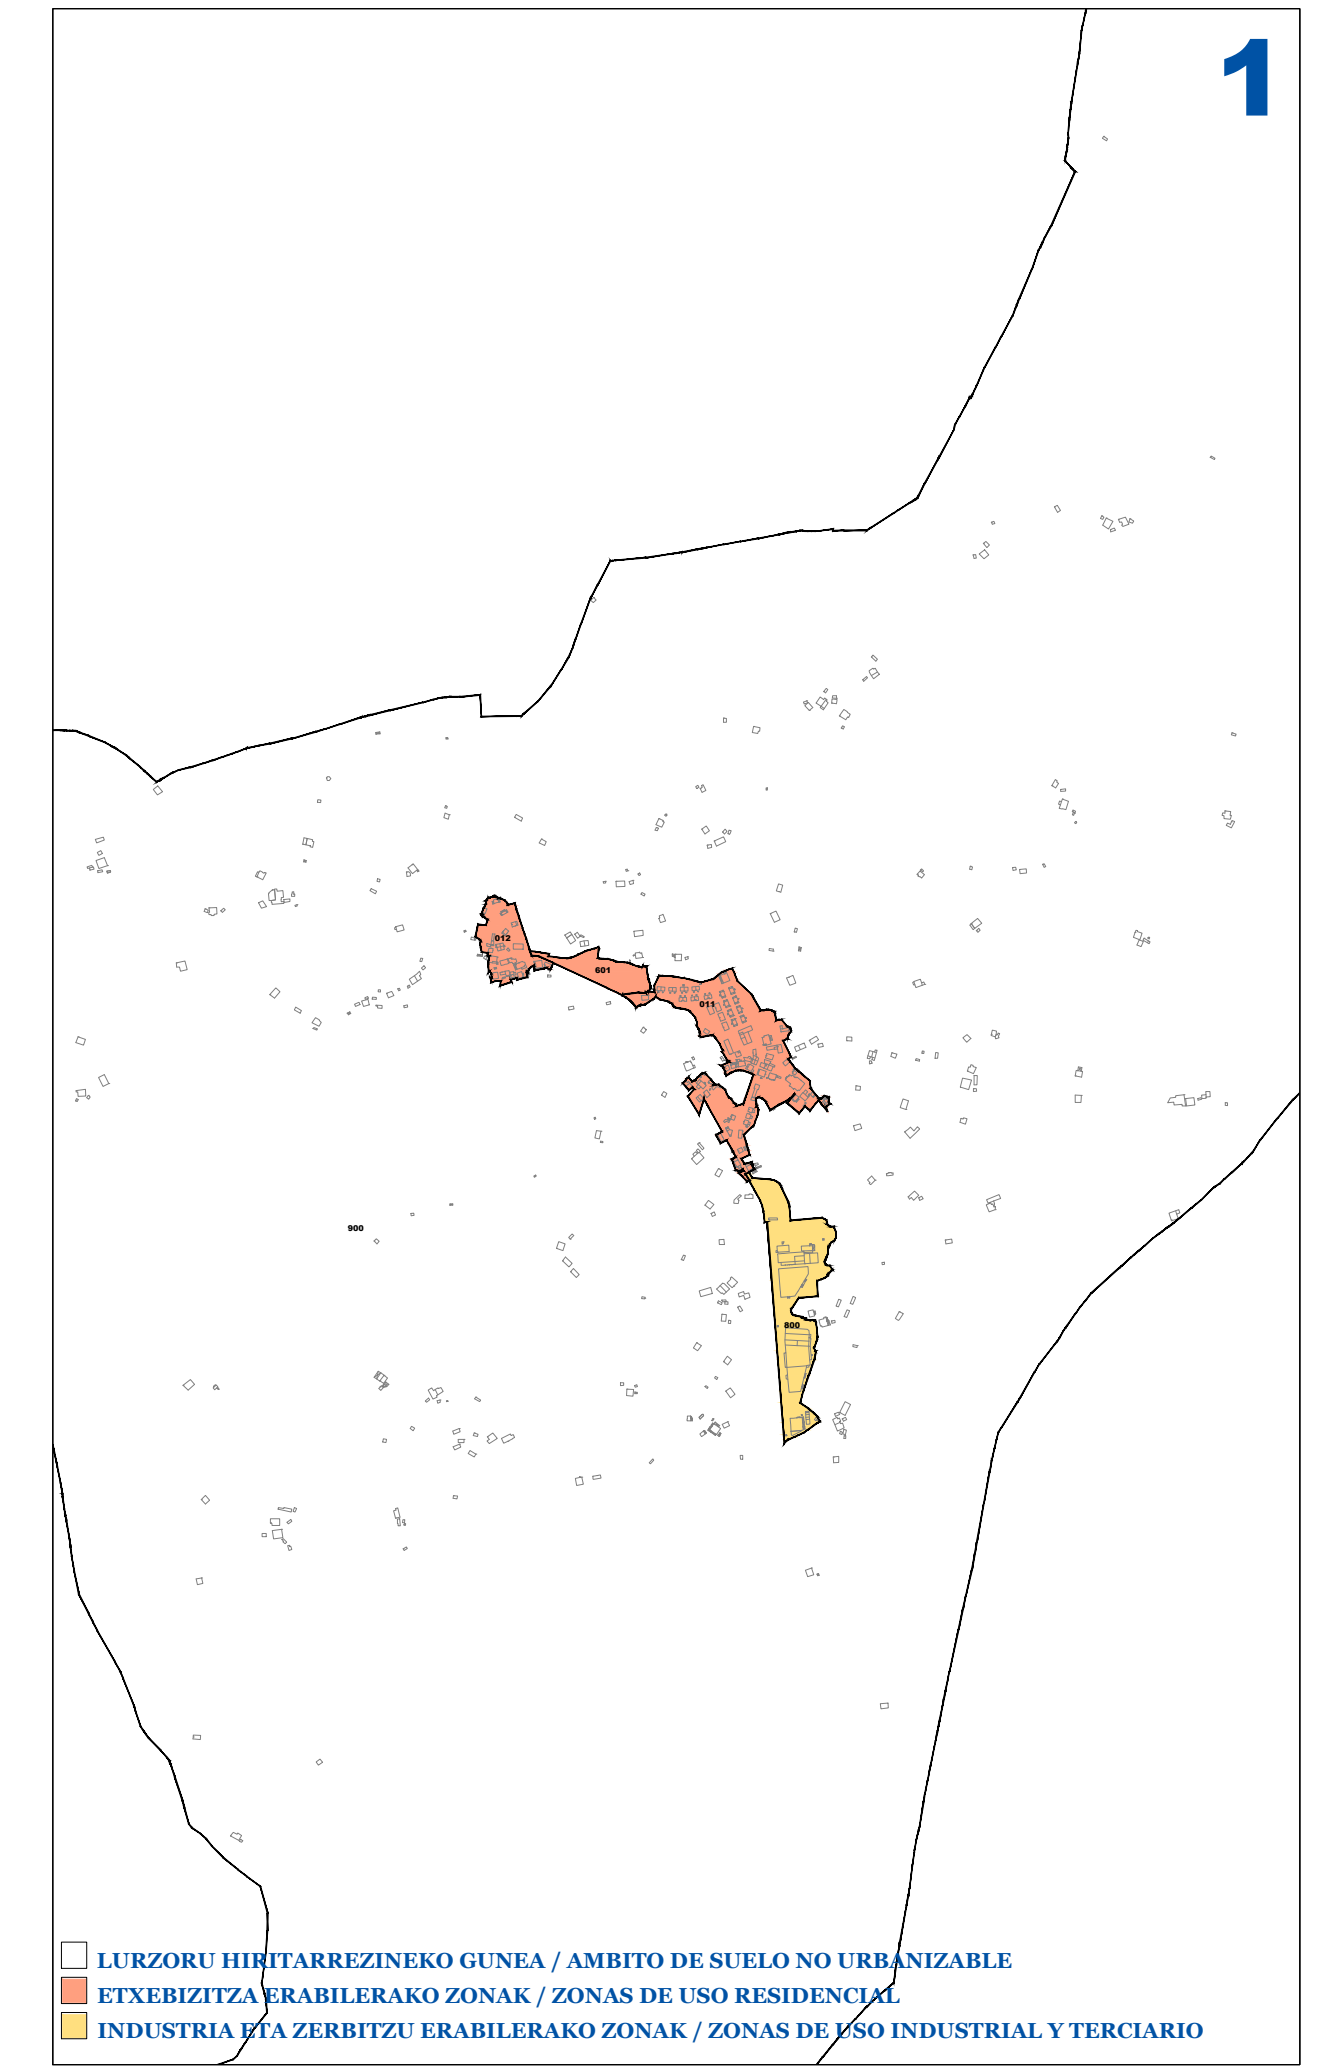 1
012
601
011
900
800
LURZORU HIRITARREZINEKO GUNEA / AMBITO DE SUELO NO URBANIZABLE
ETXEBIZITZA ERABILERAKO ZONAK / ZONAS DE USO RESIDENCIAL
INDUSTRIA ETA ZERBITZU ERABILERAKO ZONAK / ZONAS DE USO INDUSTRIAL Y TERCIARIO